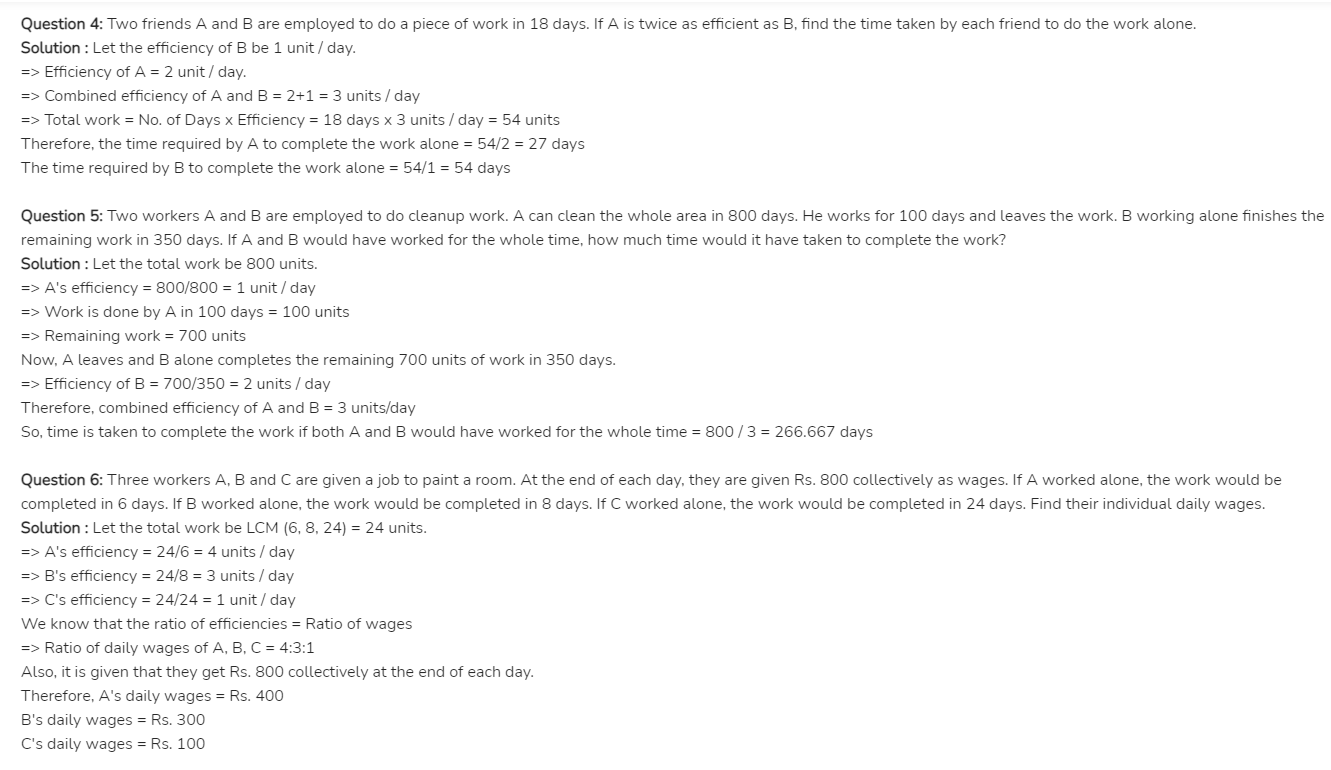 Question 4: Two friends A and B are employed to do a piece of work in 18 days. If A is twice as efficient as B, find the time taken by each friend to do the work alone.
Solution : Let the efficiency of B be 1 unit / day.
=> Efficiency of A = 2 unit / day.
=> Combined efficiency of A and B = 2+1 = 3 units / day
=> Total work = No. of Days x Efficiency = 18 days x 3 units / day = 54 units
Therefore, the time required by A to complete the work alone = 54/2 = 27 days
The time required by B to complete the work alone = 54/1 = 54 days
Question 5: Two workers A and B are employed to do cleanup work. A can clean the whole area in 800 days. He works for 100 days and leaves the work. B working alone finishes the
remaining work in 350 days. If A and B would have worked for the whole time, how much time would it have taken to complete the work?
Solution : Let the total work be 800 units.
=> A's efficiency = 800/800 = 1 unit / day
=> Work is done by A in 100 days = 100 units
=> Remaining work = 700 units
Now, A leaves and B alone completes the remaining 700 units of work in 350 days.
=> Efficiency of B = 700/350 = 2 units / day
Therefore, combined efficiency of A and B = 3 units/day
So, time is taken to complete the work if both A and B would have worked for the whole time = 800 / 3 = 266.667 days
Question 6: Three workers A, B and C are given a job to paint a room. At the end of each day, they are given Rs. 800 collectively as wages. If A worked alone, the work would be
completed in 6 days. If B worked alone, the work would be completed in 8 days. If C worked alone, the work would be completed in 24 days. Find their individual daily wages.
Solution : Let the total work be LCM (6, 8, 24) = 24 units.
=> A's efficiency = 24/6 = 4 units / day
=> B's efficiency = 24/8 = 3 units / day
=> C's efficiency = 24/24 = 1 unit / day
We know that the ratio of efficiencies = Ratio of wages
=> Ratio of daily wages of A, B, C = 4:3:1
Also, it is given that they get Rs. 800 collectively at the end of each day.
Therefore, A's daily wages = Rs. 400
B's daily wages = Rs. 300
C's daily wages = Rs. 100